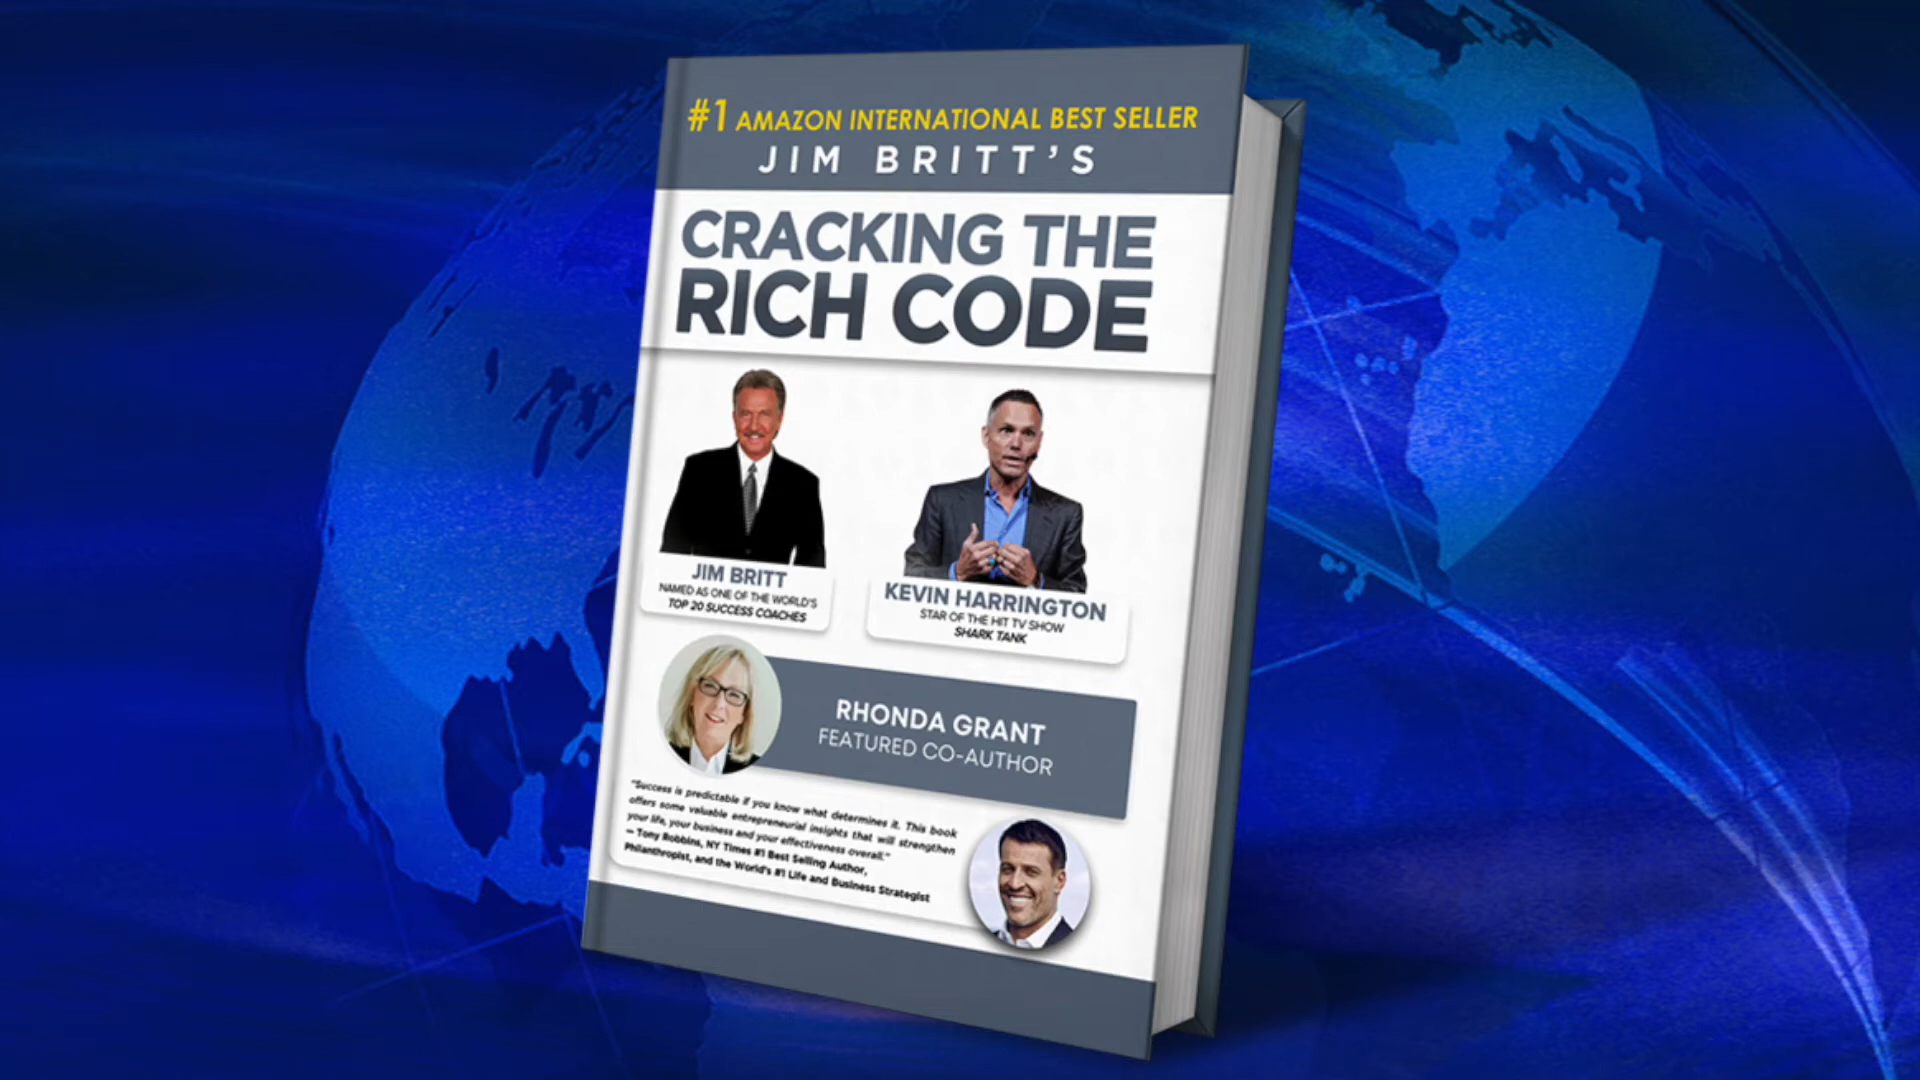 #1 AMAZON INTERNATIONAL BEST SELLER
JIM BRITT'S
CRACKING THE
RICH CODE
JIM BRITT
NAMED AS ONE OF THE WORLD'S
TOP 20 SUCCESS COACHES
KEVIN HARRINGTON
STAR OF THE HIT TV SHOW
SHARK TANK
RHONDA GRANT
FEATURED CO-AUTHOR
"Success is predictable if you know what determines it. This book
offers some valuable entrepreneurial insights that will strengthen
your life, your business and your effectiveness overall."
— Tony Robbins, NY Times #1 Best Selling Author,
Philanthropist, and the World's #1 Life and Business Strategist